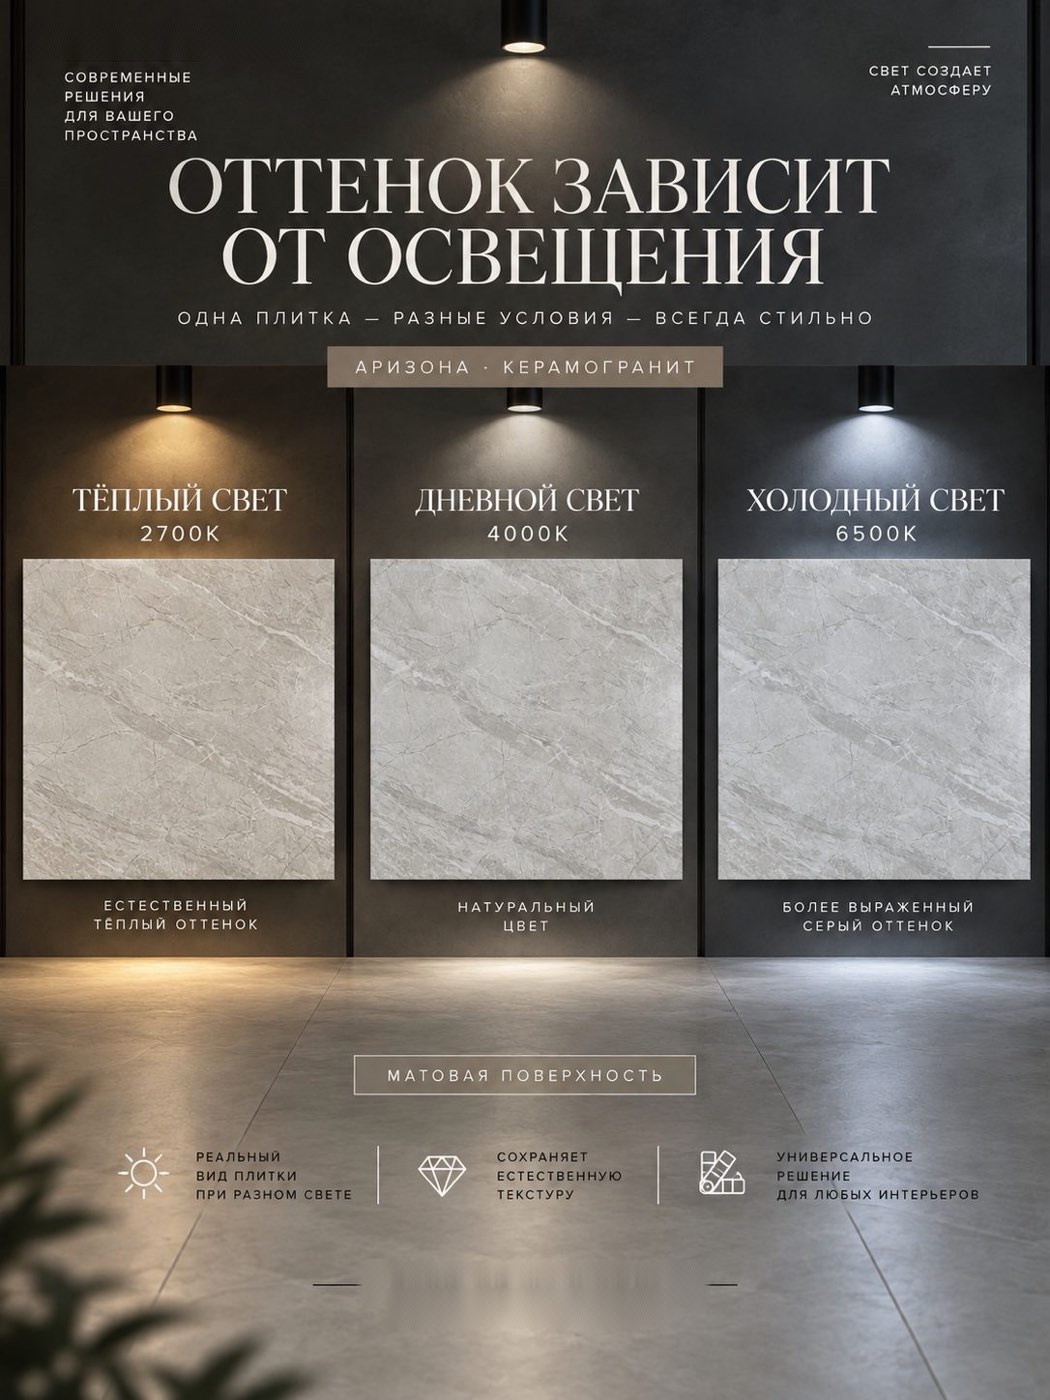 СОВРЕМЕННЫЕ
РЕШЕНИЯ
ДЛЯ ВАШЕГО
ПРОСТРАНСТВА
СВЕТ СОЗДАЕТ
АТМОСФЕРУ
ОТТЕНОК ЗАВИСИТ
ОТ ОСВЕЩЕНИЯ
ОДНА ПЛИТКА — РАЗНЫЕ УСЛОВИЯ — ВСЕГДА СТИЛЬНО
АРИЗОНА · КЕРАМОГРАНИТ
ТЁПЛЫЙ СВЕТ
2700K
ЕСТЕСТВЕННЫЙ
ТЁПЛЫЙ ОТТЕНОК
ДНЕВНОЙ СВЕТ
4000K
НАТУРАЛЬНЫЙ
ЦВЕТ
ХОЛОДНЫЙ СВЕТ
6500K
БОЛЕЕ ВЫРАЖЕННЫЙ
СЕРЫЙ ОТТЕНОК
МАТОВАЯ ПОВЕРХНОСТЬ
РЕАЛЬНЫЙ
ВИД ПЛИТКИ
ПРИ РАЗНОМ СВЕТЕ
СОХРАНЯЕТ
ЕСТЕСТВЕННУЮ
ТЕКСТУРУ
УНИВЕРСАЛЬНОЕ
РЕШЕНИЕ
ДЛЯ ЛЮБЫХ ИНТЕРЬЕРОВ